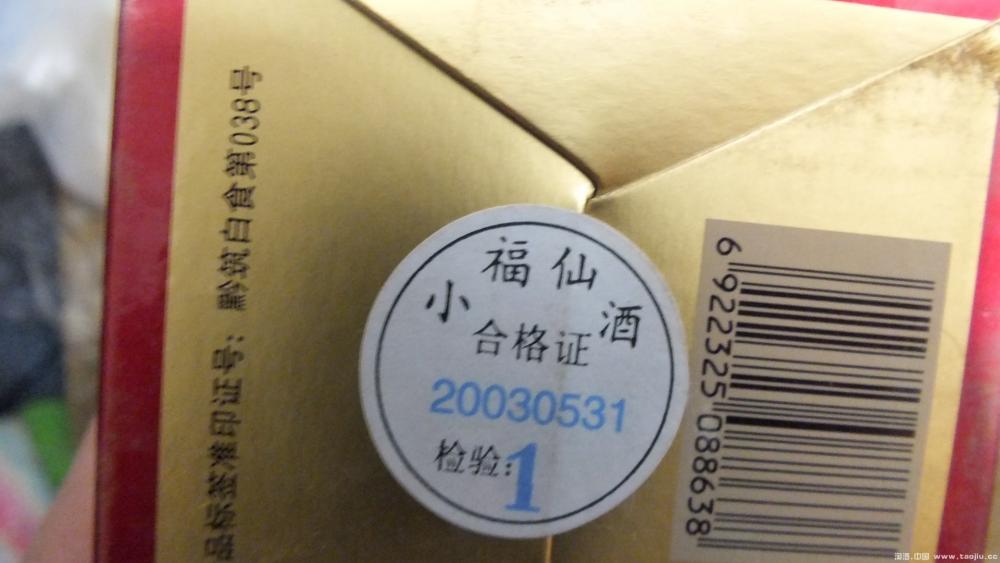 品标签准印证号：黔筑白食第038号
小福仙酒
合格证
20030531
检验：1
6 922325 088638
淘酒.中国 www.taojiu.cc